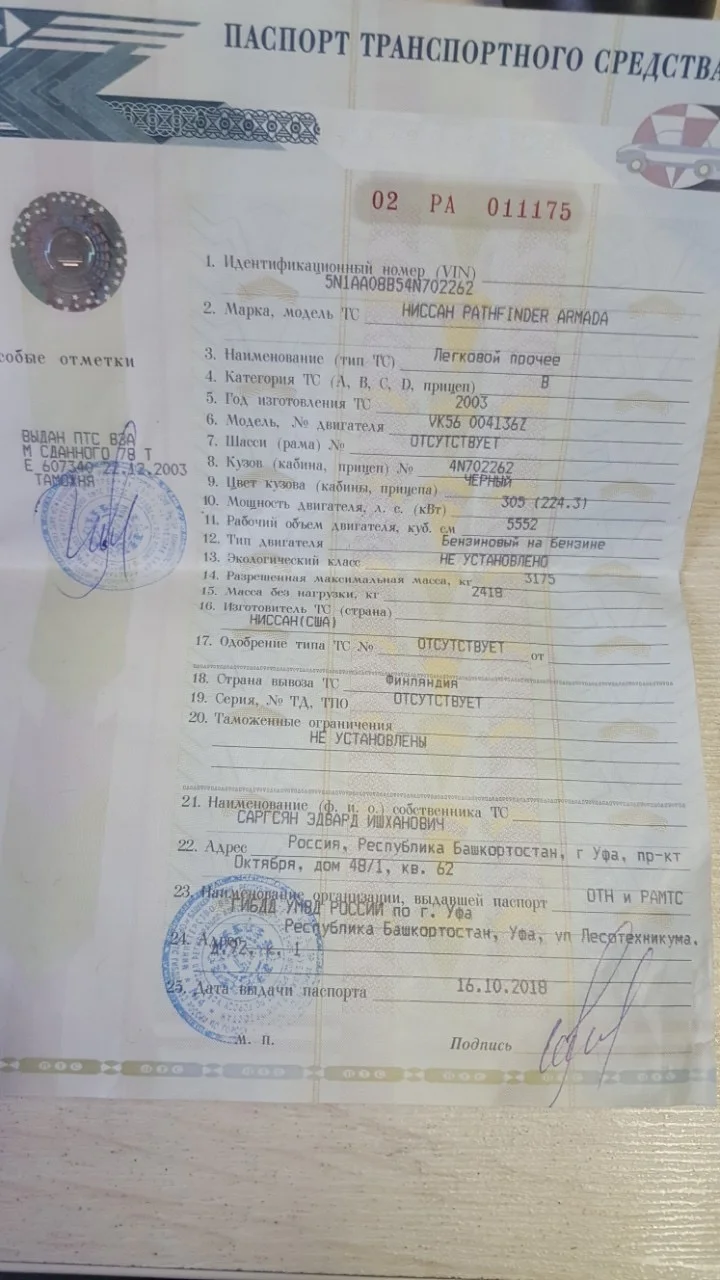 ПАСПОРТ ТРАНСПОРТНОГО СРЕДСТВА
02 РА 011175
1. Идентификационный номер (VIN)
5N1AA08B54N702262
2. Марка, модель ТС НИССАН PATHFINDER ARMADA
3. Наименование (тип ТС) Легковой прочее
4. Категория ТС (A, B, C, D, прицеп) B
5. Год изготовления ТС 2003
6. Модель, № двигателя VK56 004136Z
7. Шасси (рама) № ОТСУТСТВУЕТ
8. Кузов (кабина, прицеп) № 4N702262
9. Цвет кузова (кабины, прицепа) ЧЕРНЫЙ
10. Мощность двигателя, л. с. (кВт) 305 (224.3)
11. Рабочий объем двигателя, куб. см 5552
12. Тип двигателя Бензиновый на Бензине
13. Экологический класс НЕ УСТАНОВЛЕНО
14. Разрешенная максимальная масса, кг 3175
15. Масса без нагрузки, кг 2418
16. Изготовитель ТС (страна)
НИССАН(США)
17. Одобрение типа ТС № ОТСУТСТВУЕТ от
18. Страна вывоза ТС ФИНЛЯНДИЯ
19. Серия, № ТД, ТПО ОТСУТСТВУЕТ
20. Таможенные ограничения
НЕ УСТАНОВЛЕНЫ
21. Наименование (ф. и. о.) собственника ТС
САРГСЯН ЭДВАРД ИШХАНОВИЧ
22. Адрес Россия, Республика Башкортостан, г Уфа, пр-кт
Октября, дом 48/1, кв. 62
23. Наименование организации, выдавшей паспорт ОТН и РАМТС
ГИБДД УМВД РОССИИ по г. Уфа
24. Адрес Республика Башкортостан, Уфа, ул Лесотехникума,
25. Дата выдачи паспорта 16.10.2018
М. П. Подпись
особые отметки
ВЫДАН ПТС ВЗА
М СДАННОГО 78 Т
Е 607340 22.12.2003
ТАМОЖНЯ